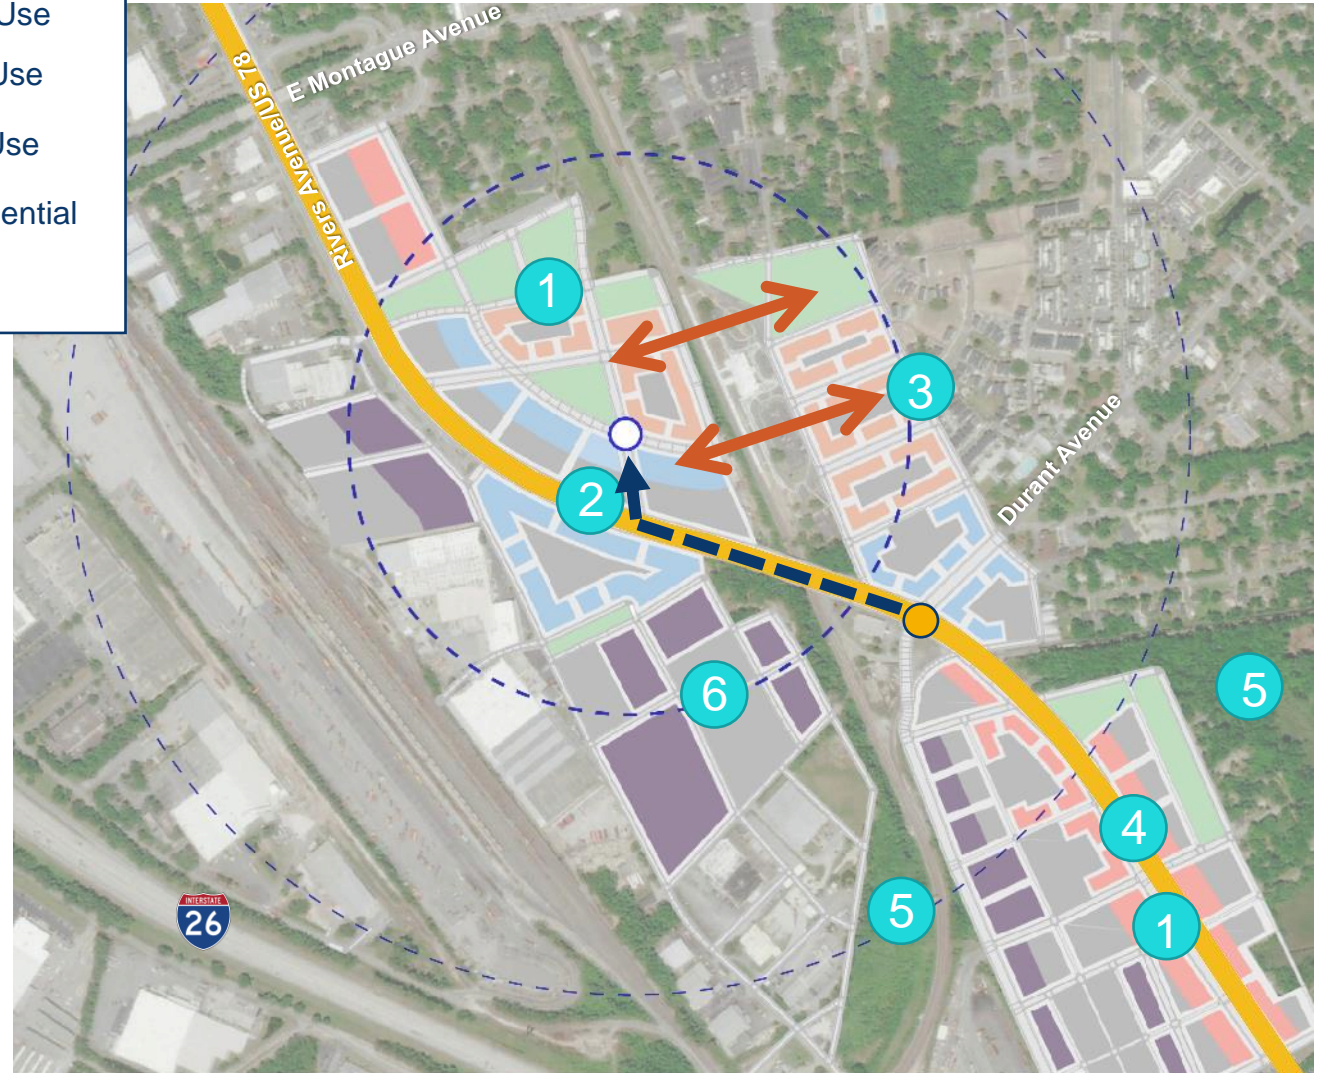 Use
Use
Use
ential
E Montague Avenue
Rivers Avenue/US 78
1
3
Durant Avenue
2
6
5
4
5
1
INTERSTATE
26